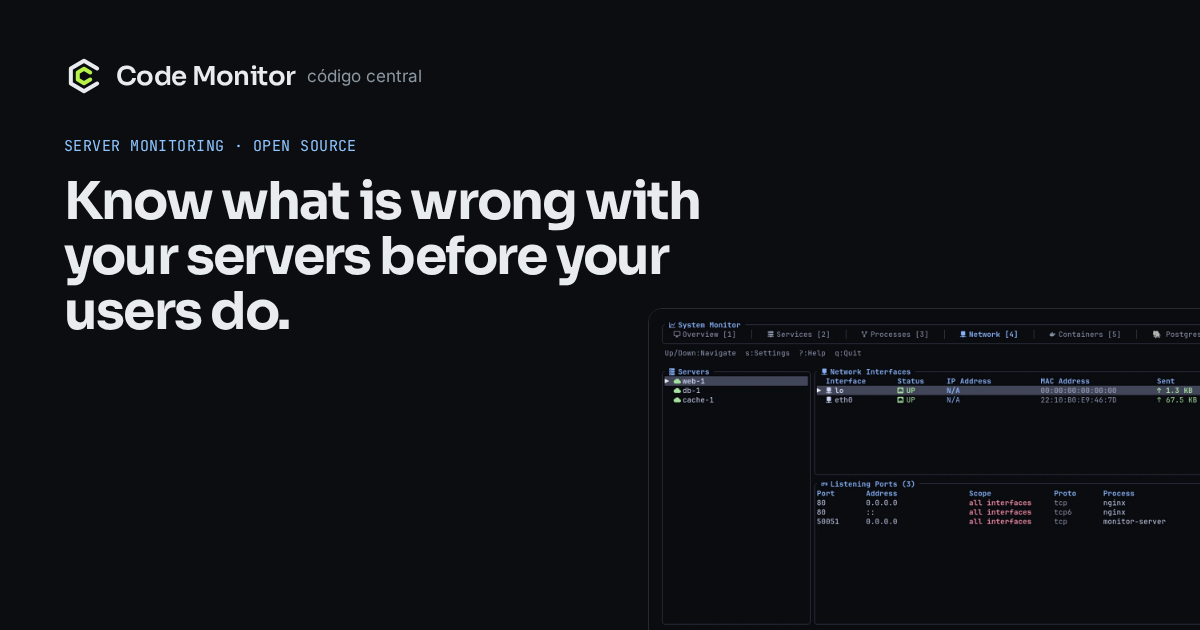 Code Monitor código central
SERVER MONITORING · OPEN SOURCE
Know what is wrong with
your servers before your
users do.
System Monitor
Overview [1] Services [2] Processes [3] Network [4] Containers [5] Postgres
Up/Down:Navigate s:Settings ?:Help q:Quit
Servers
web-1
db-1
cache-1
Network Interfaces
Interface Status IP Address MAC Address Sent
lo UP N/A 00:00:00:00:00:00 ↑ 1.3 KB
eth0 UP N/A 22:10:B0:E9:46:7D ↑ 67.5 KB
Listening Ports (3)
Port Address Scope Proto Process
80 0.0.0.0 all interfaces tcp nginx
80 :: all interfaces tcp6 nginx
50051 0.0.0.0 all interfaces tcp monitor-server